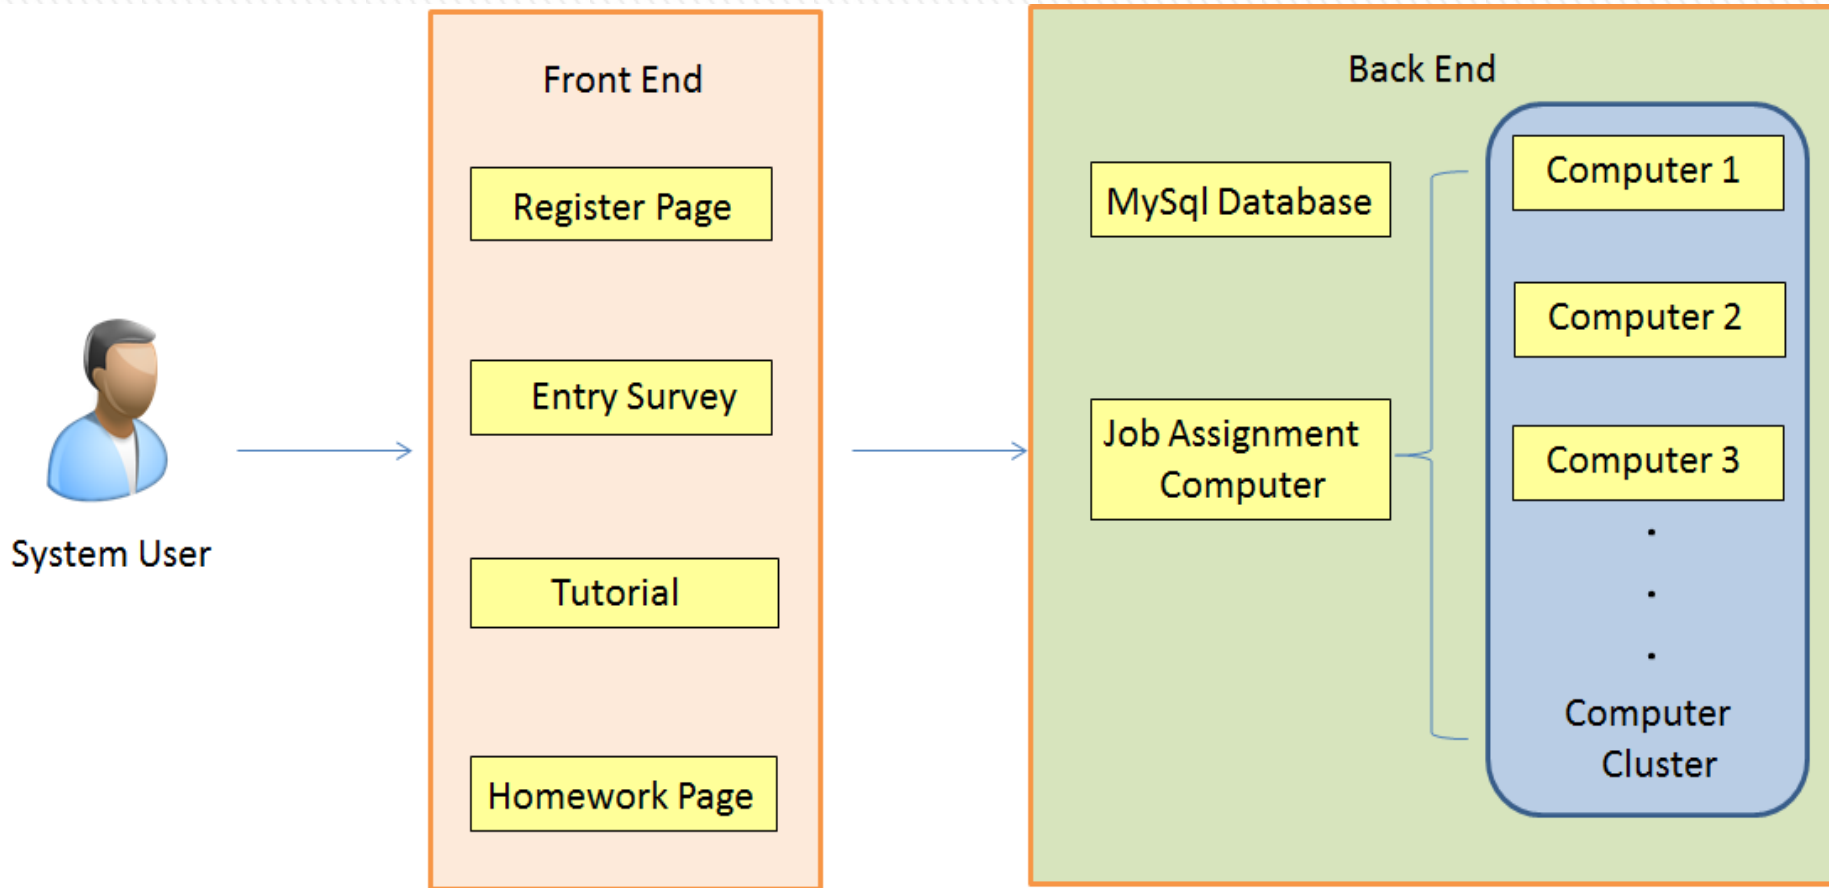 System User
Front End
Register Page
Entry Survey
Tutorial
Homework Page
Back End
MySql Database
Job Assignment
Computer
Computer 1
Computer 2
Computer 3
.
.
.
Computer
Cluster